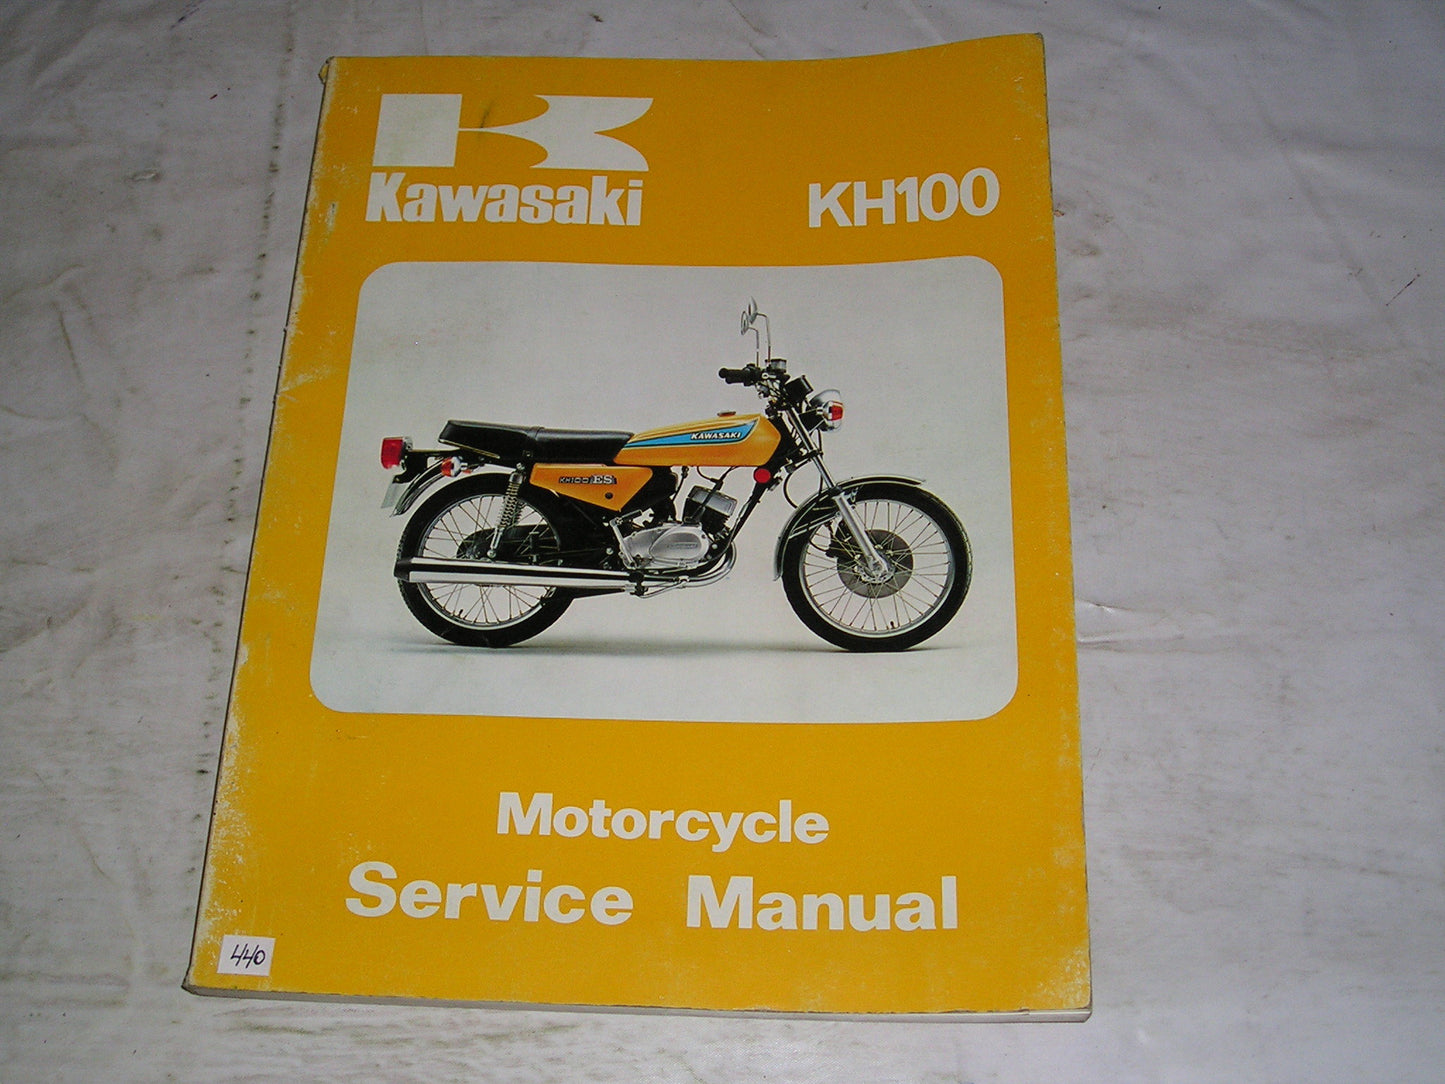 Kawasaki
KH100
KAWASAKI
KH100 ES
Motorcycle
Service Manual
440